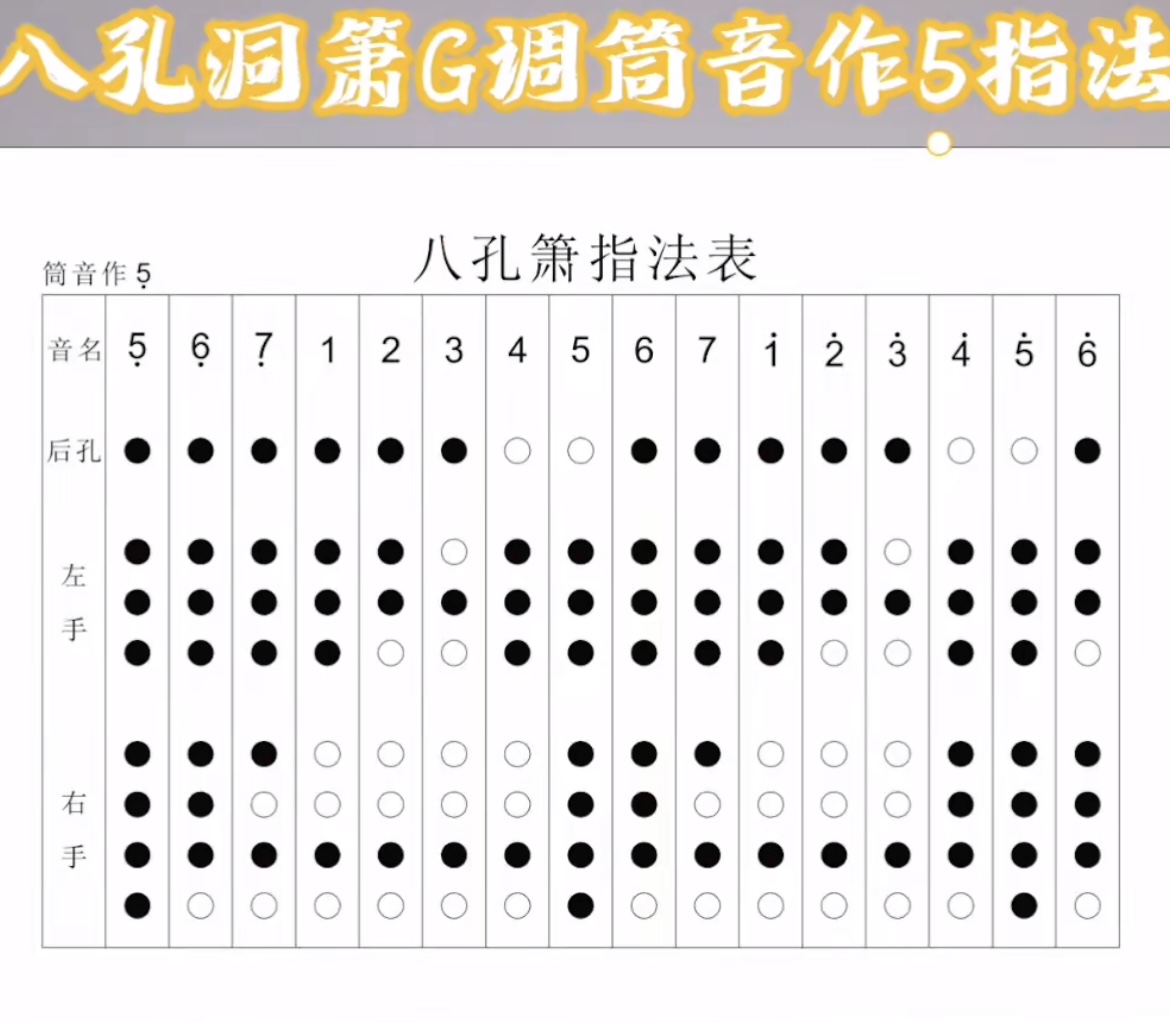 八孔洞箫G调筒音作5指法
八孔箫指法表
筒音作 5̣
音名 5̣ 6̣ 7̣ 1 2 3 4 5 6 7 1̇ 2̇ 3̇ 4̇ 5̇ 6̇
后孔 ● ● ● ● ● ● ○ ○ ● ● ● ● ● ○ ○ ●
左
手
右
手